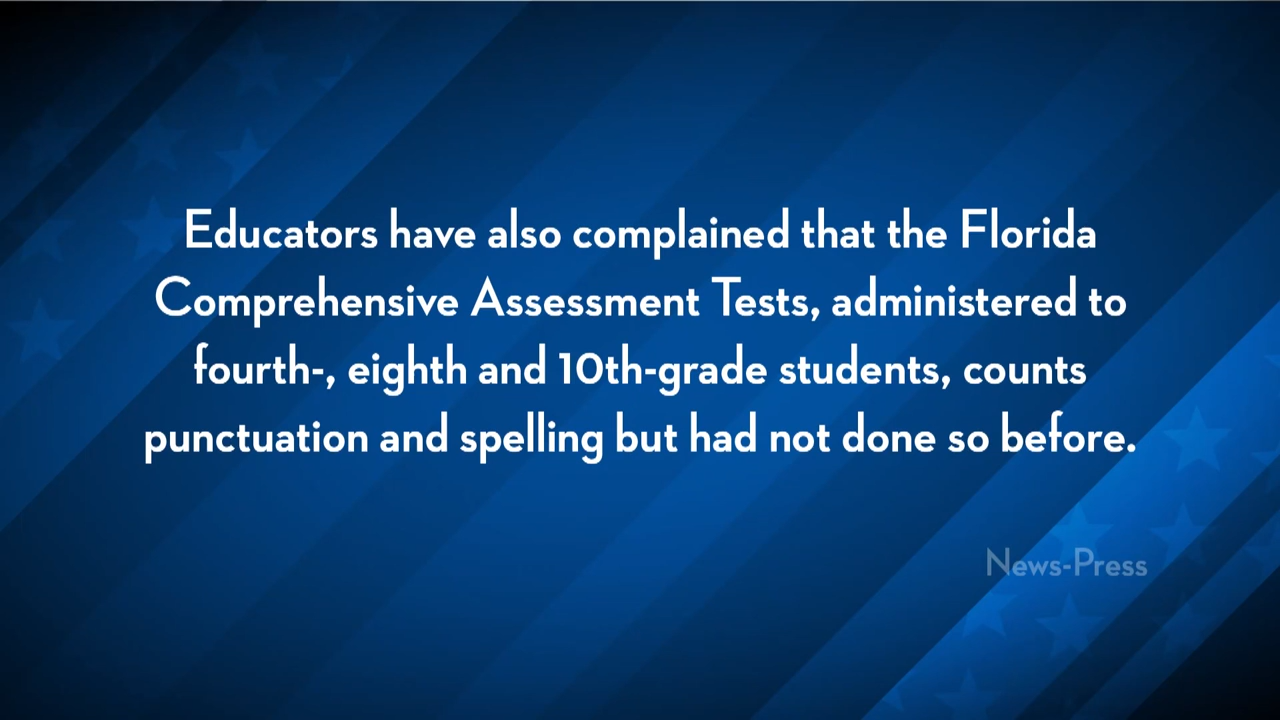 Educators have also complained that the Florida
Comprehensive Assessment Tests, administered to
fourth-, eighth and 10th-grade students, counts
punctuation and spelling but had not done so before.
News-Press